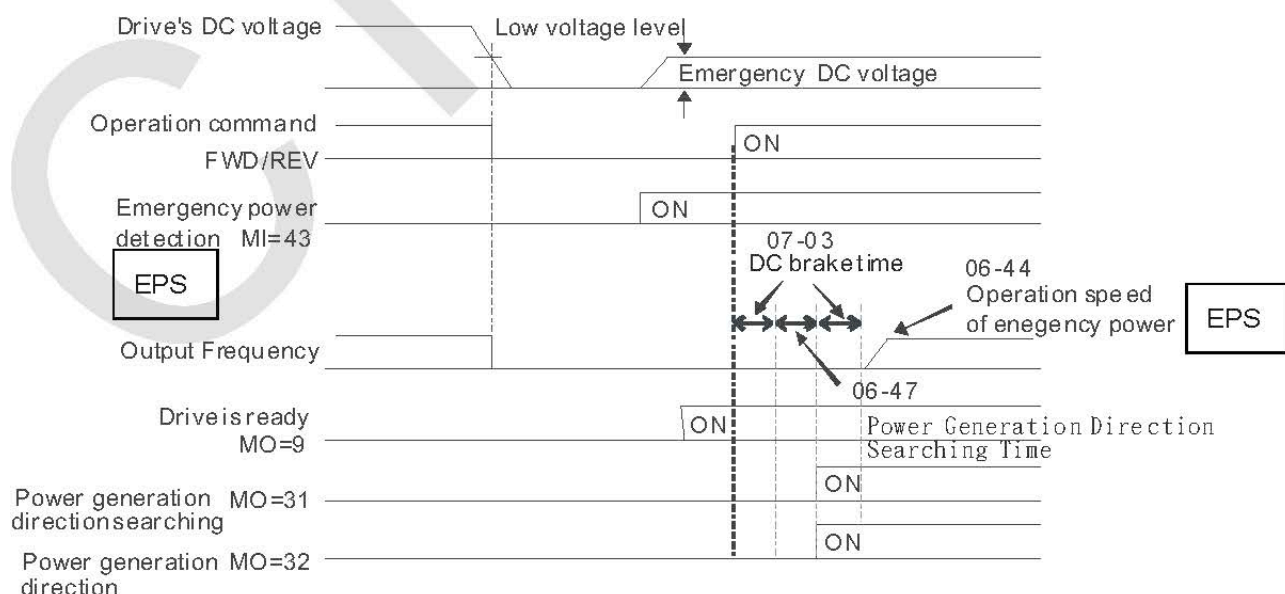 Drive's DC voltage
Low voltage level
Emergency DC voltage
Operation command
ON
FWD/REV
Emergency power
detection MI=43
ON
EPS
07-03
DC brake time
06-44
Operation speed
of enegency power
EPS
Output Frequency
06-47
Power Generation Direction
Searching Time
Drive is ready
MO=9
ON
Power generation MO=31
direction searching
ON
Power generation MO=32
direction
ON